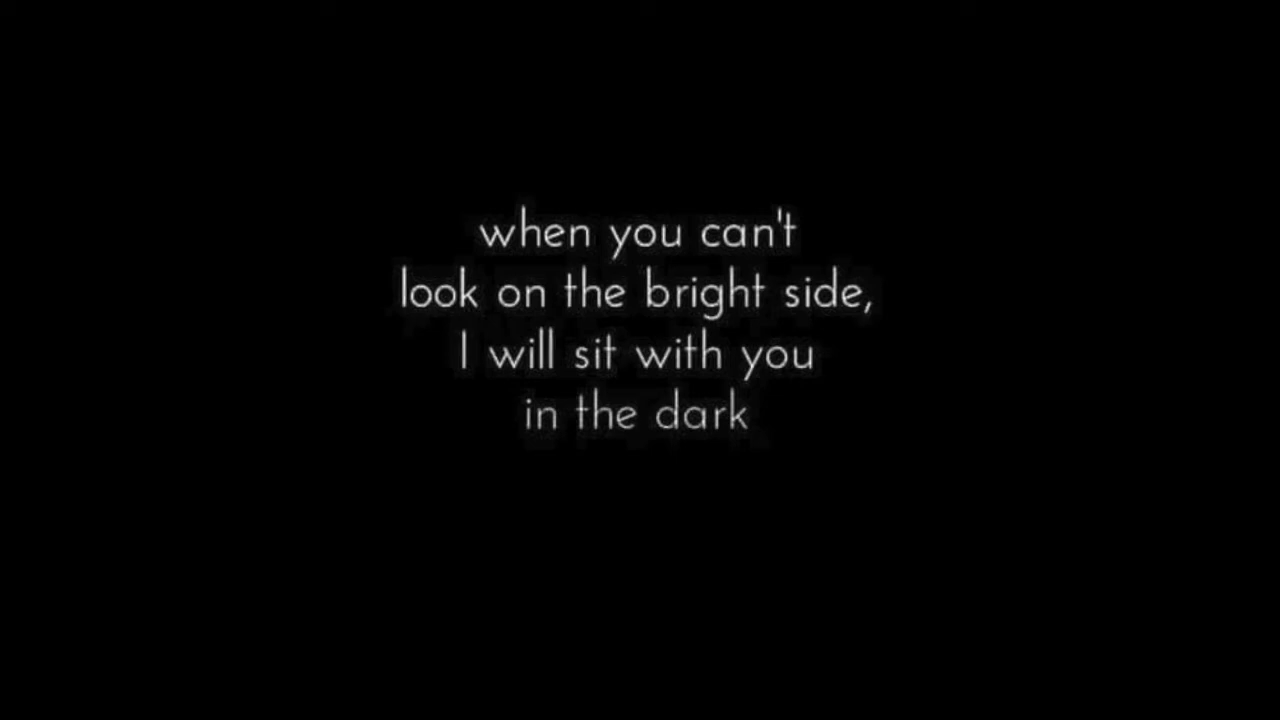 when you can't
look on the bright side,
I will sit with you
in the dark